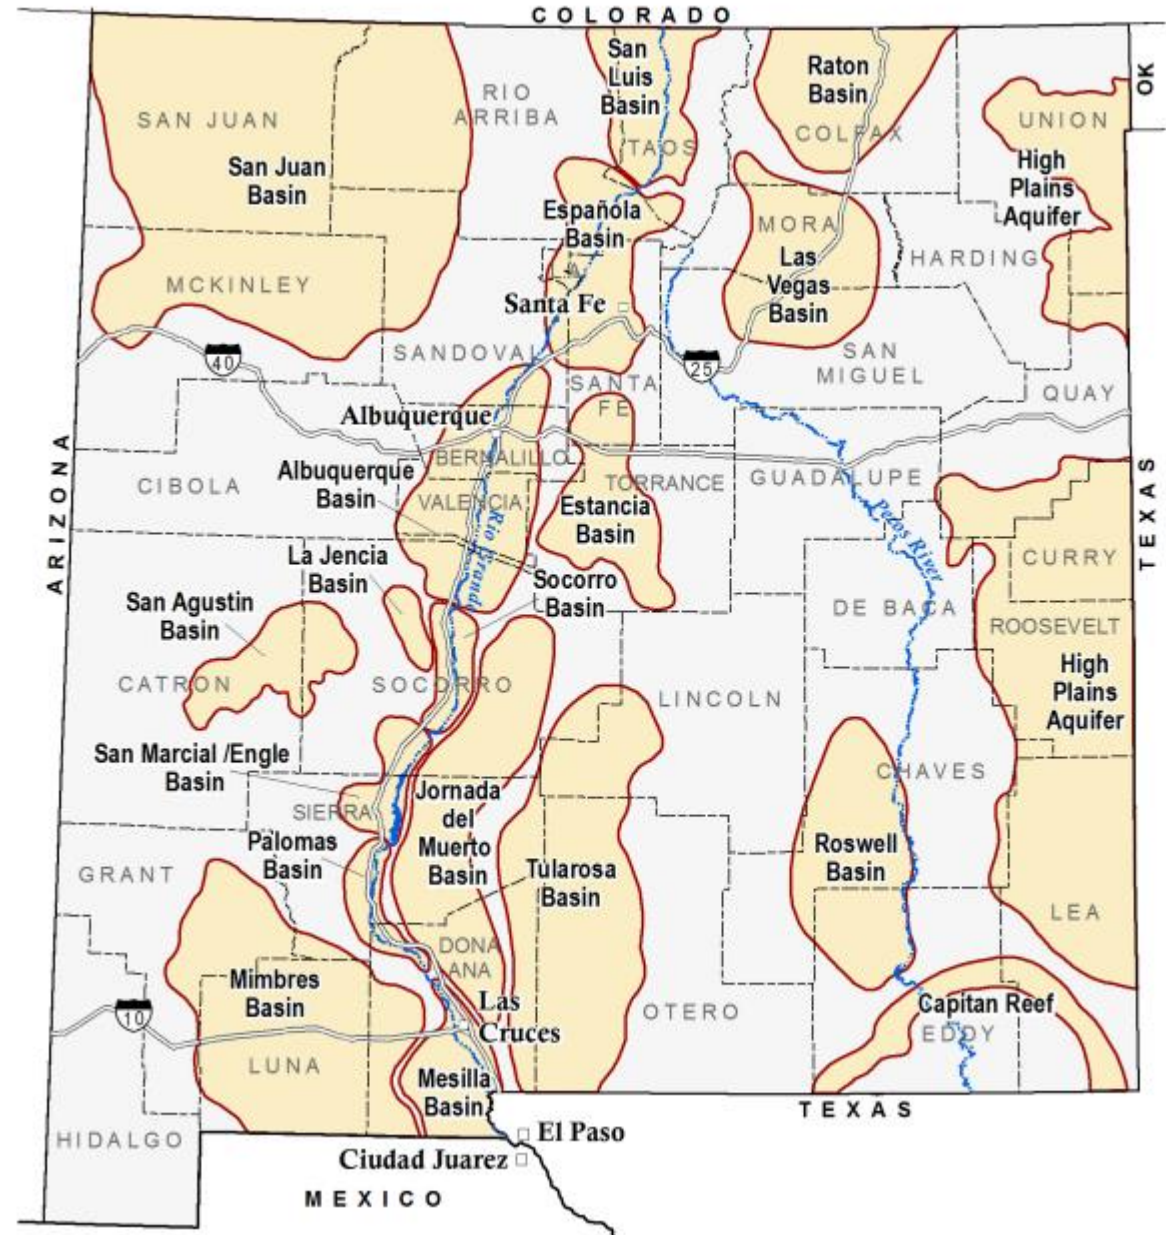 COLORADO
San
Luis
Basin
Raton
Basin
OK
RIO
ARRIBA
SAN JUAN
UNION
COLFAX
TAOS
San Juan
Basin
High
Plains
Aquifer
Española
Basin
MORA
Las
Vegas
Basin
HARDING
MCKINLEY
Santa Fe
SANDOVAL
40
25
SAN
MIGUEL
SANTA
FE
QUAY
Albuquerque
BERNALILLO
ARIZONA
TEXAS
CIBOLA
Albuquerque
Basin
VALENCIA
TORRANCE
GUADALUPE
Estancia
Basin
Rio Grande
Pecos River
La Jencia
Basin
CURRY
Socorro
Basin
San Agustin
Basin
DE BACA
ROOSEVELT
CATRON
SOCORRO
LINCOLN
High
Plains
Aquifer
San Marcial /Engle
Basin
CHAVES
SIERRA
Jornada
del
Muerto
Basin
Palomas
Basin
Roswell
Basin
GRANT
Tularosa
Basin
LEA
DONA
ANA
Mimbres
Basin
Las
Cruces
OTERO
Capitan Reef
EDDY
10
LUNA
Mesilla
Basin
TEXAS
HIDALGO
El Paso
Ciudad Juarez
MEXICO